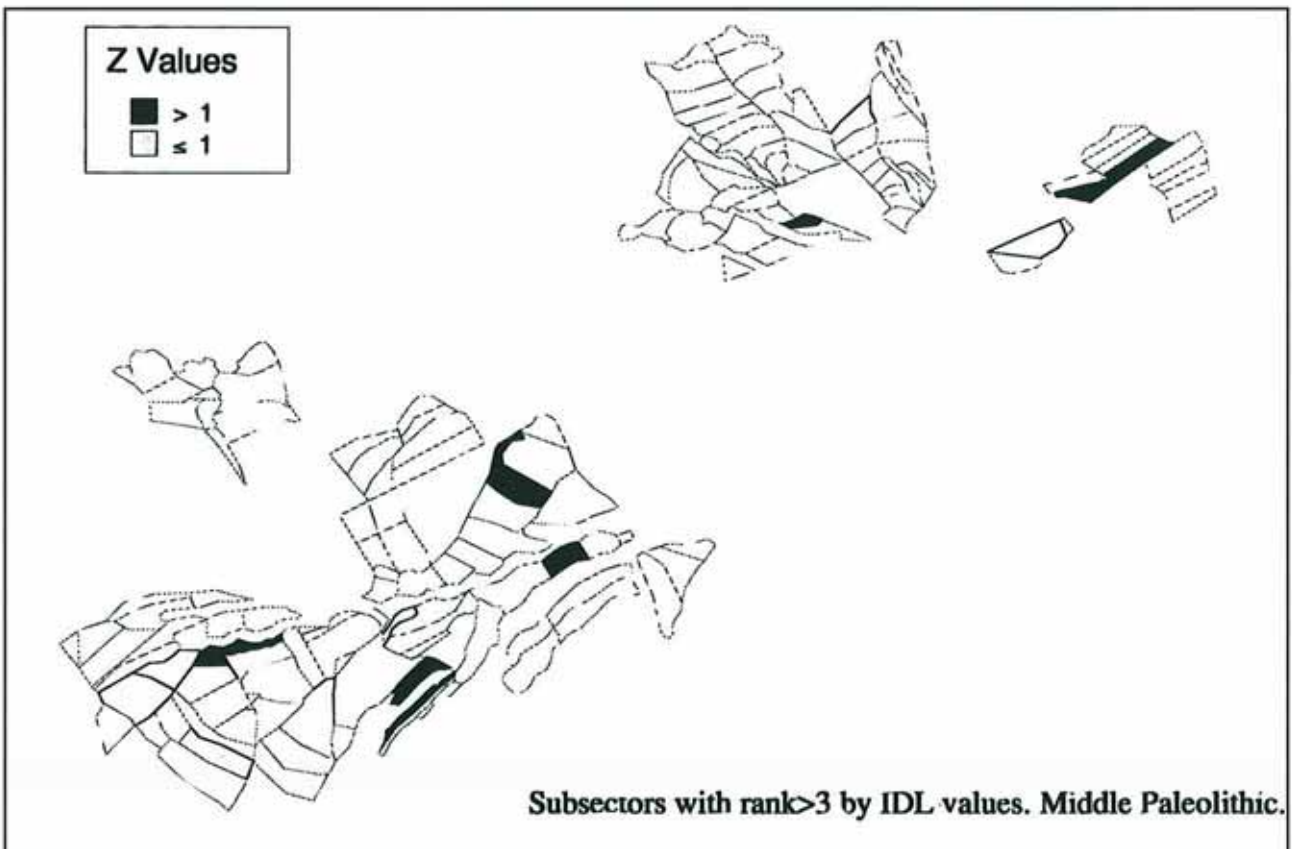 Z Values
> 1
≤ 1
Subsectors with rank>3 by IDL values. Middle Paleolithic.